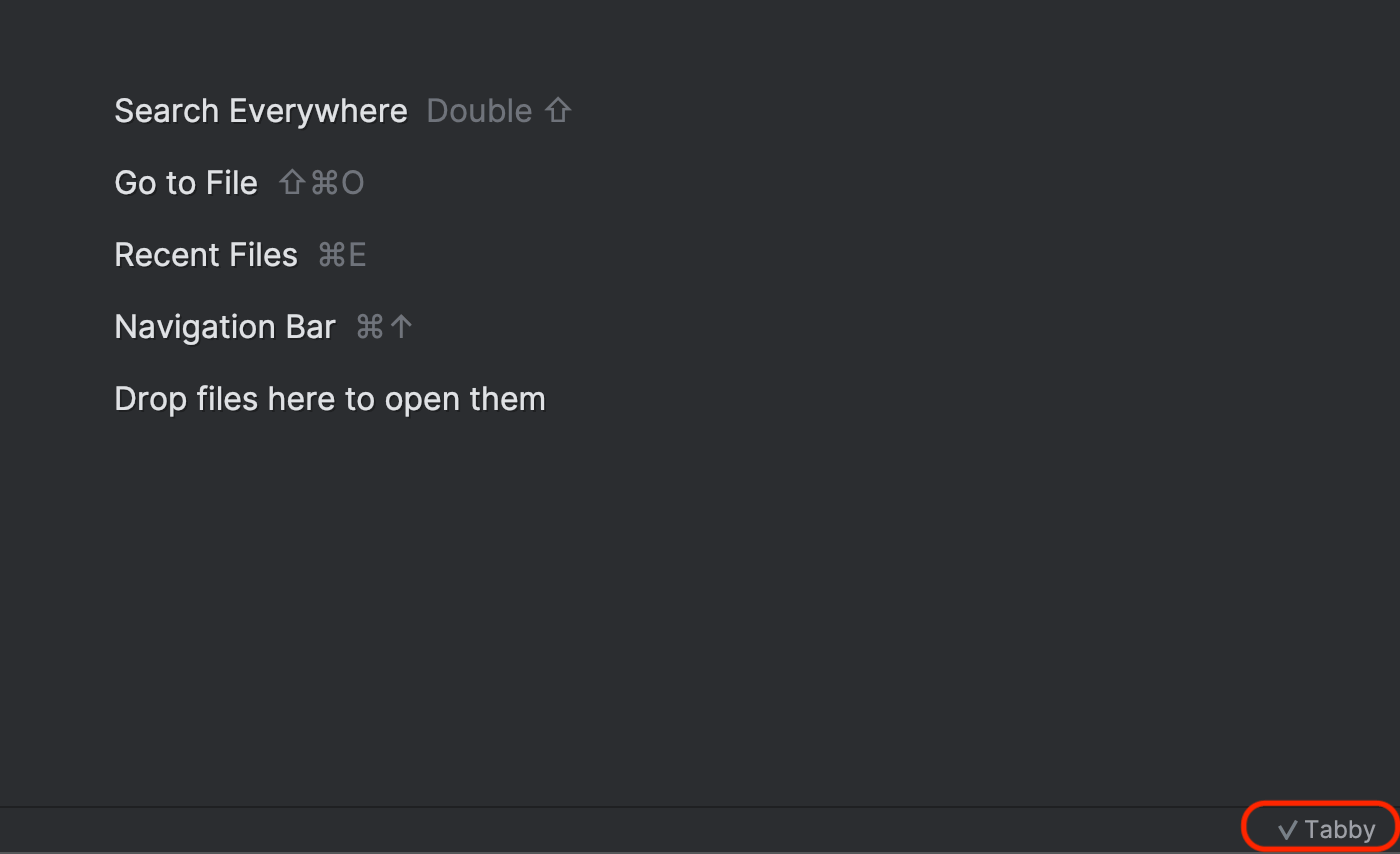 Search Everywhere Double ⇧
Go to File ⇧⌘O
Recent Files ⌘E
Navigation Bar ⌘↑
Drop files here to open them
✓ Tabby